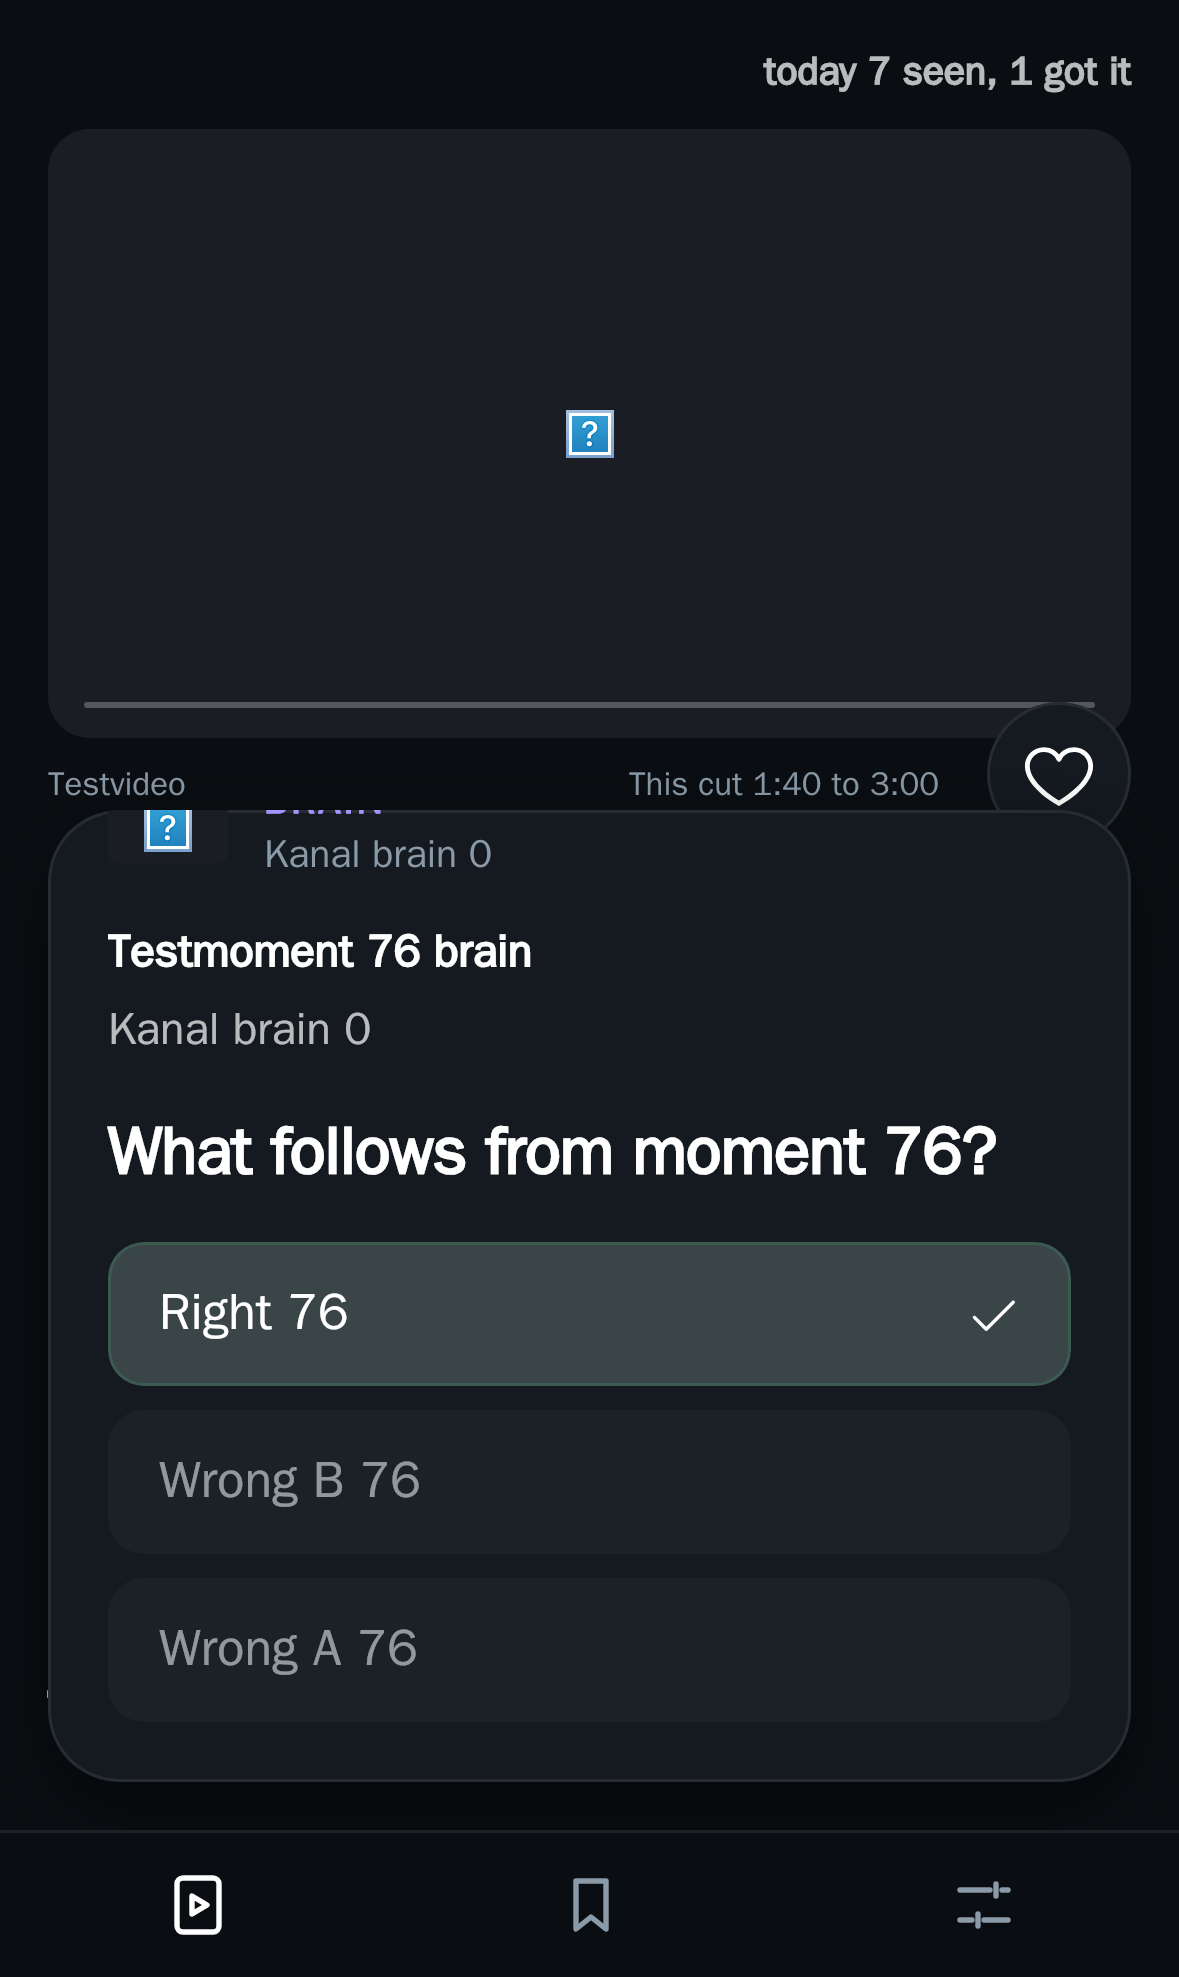 today 7 seen, 1 got it
Testvideo
This cut 1:40 to 3:00
BRAIN
Kanal brain 0
Testmoment 76 brain
Kanal brain 0
What follows from moment 76?
Right 76
Wrong B 76
Wrong A 76